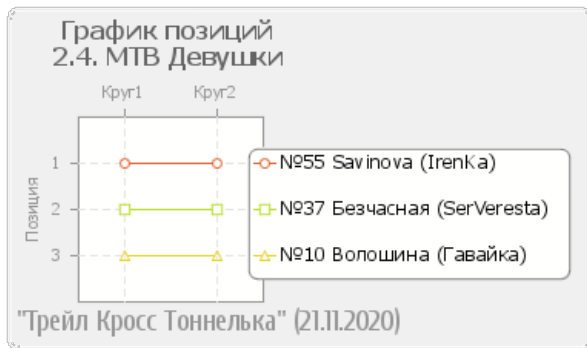 График позиций
2.4. МТВ Девушки
Круг1 Круг2
Позиция
1
2
3
№55 Savinova (IrenKa)
№37 Безчасная (SerVeresta)
№10 Волошина (Гавайка)
"Трейл Кросс Тоннелька" (21.11.2020)